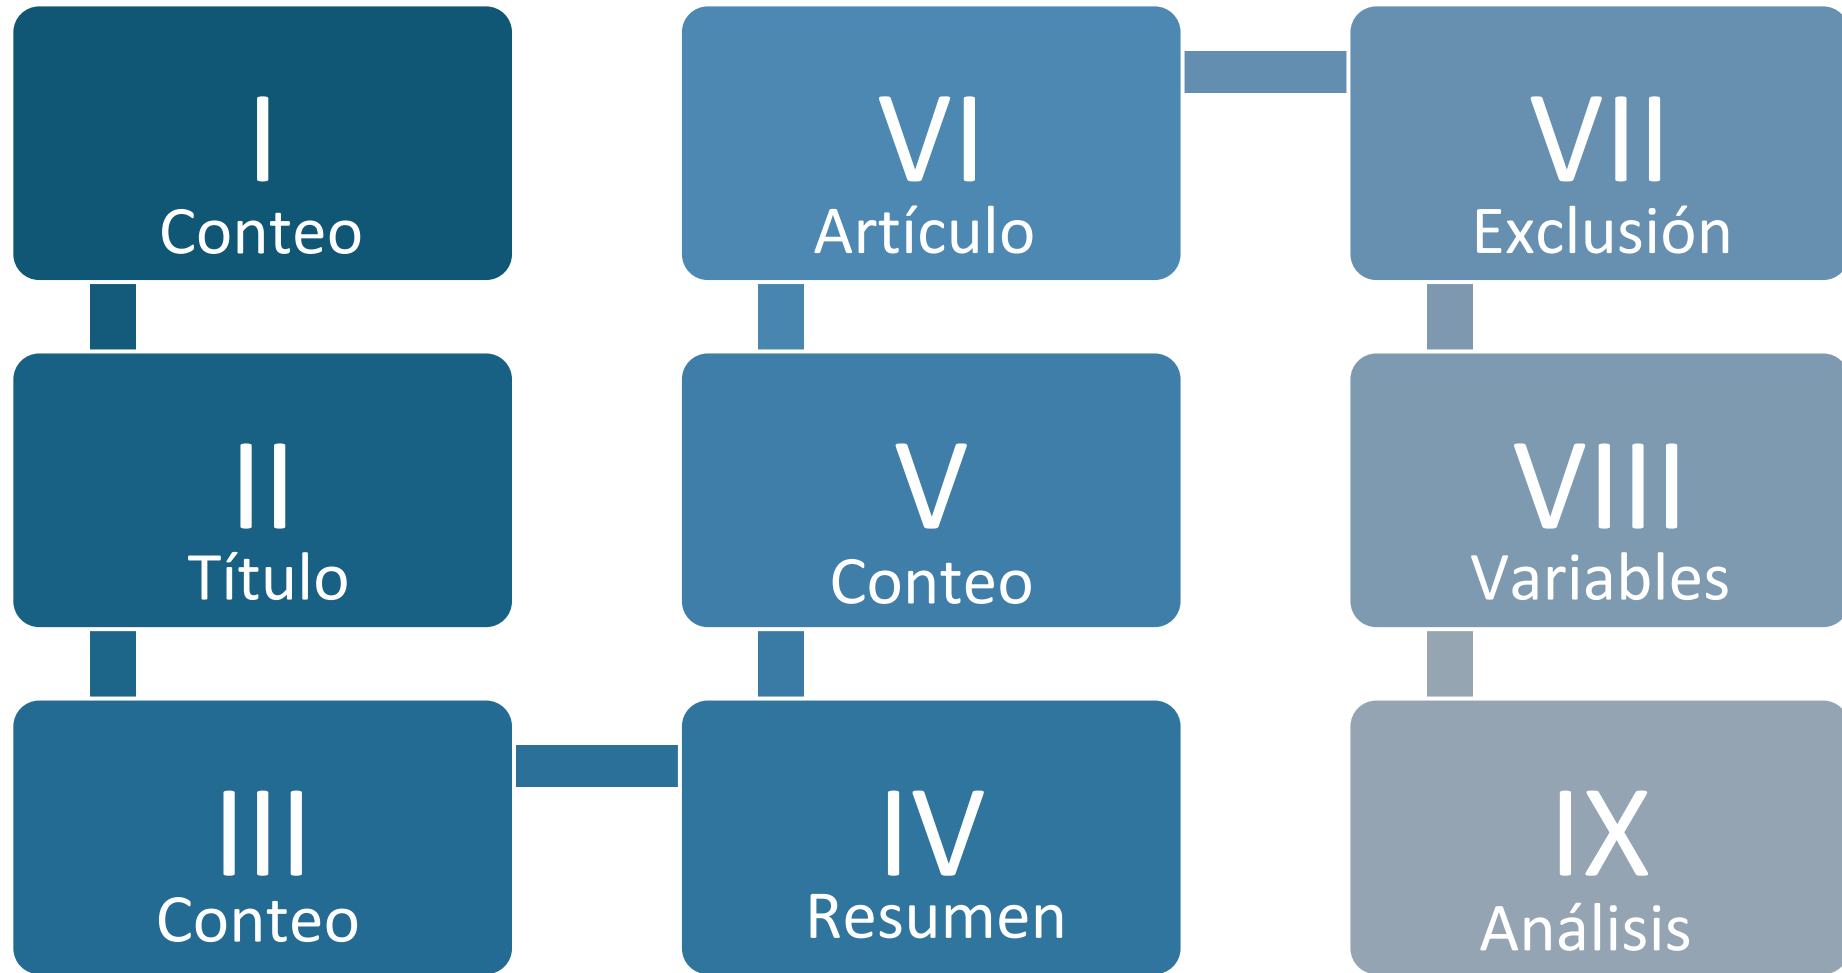 I
Conteo
II
Título
III
Conteo
IV
Resumen
V
Conteo
VI
Artículo
VII
Exclusión
VIII
Variables
IX
Análisis